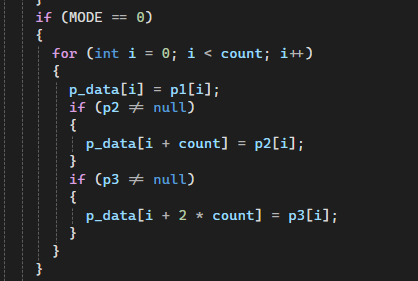 }
if (MODE == 0)
{
for (int i = 0; i < count; i++)
{
p_data[i] = p1[i];
if (p2 ≠ null)
{
p_data[i + count] = p2[i];
}
if (p3 ≠ null)
{
p_data[i + 2 * count] = p3[i];
}
}
}